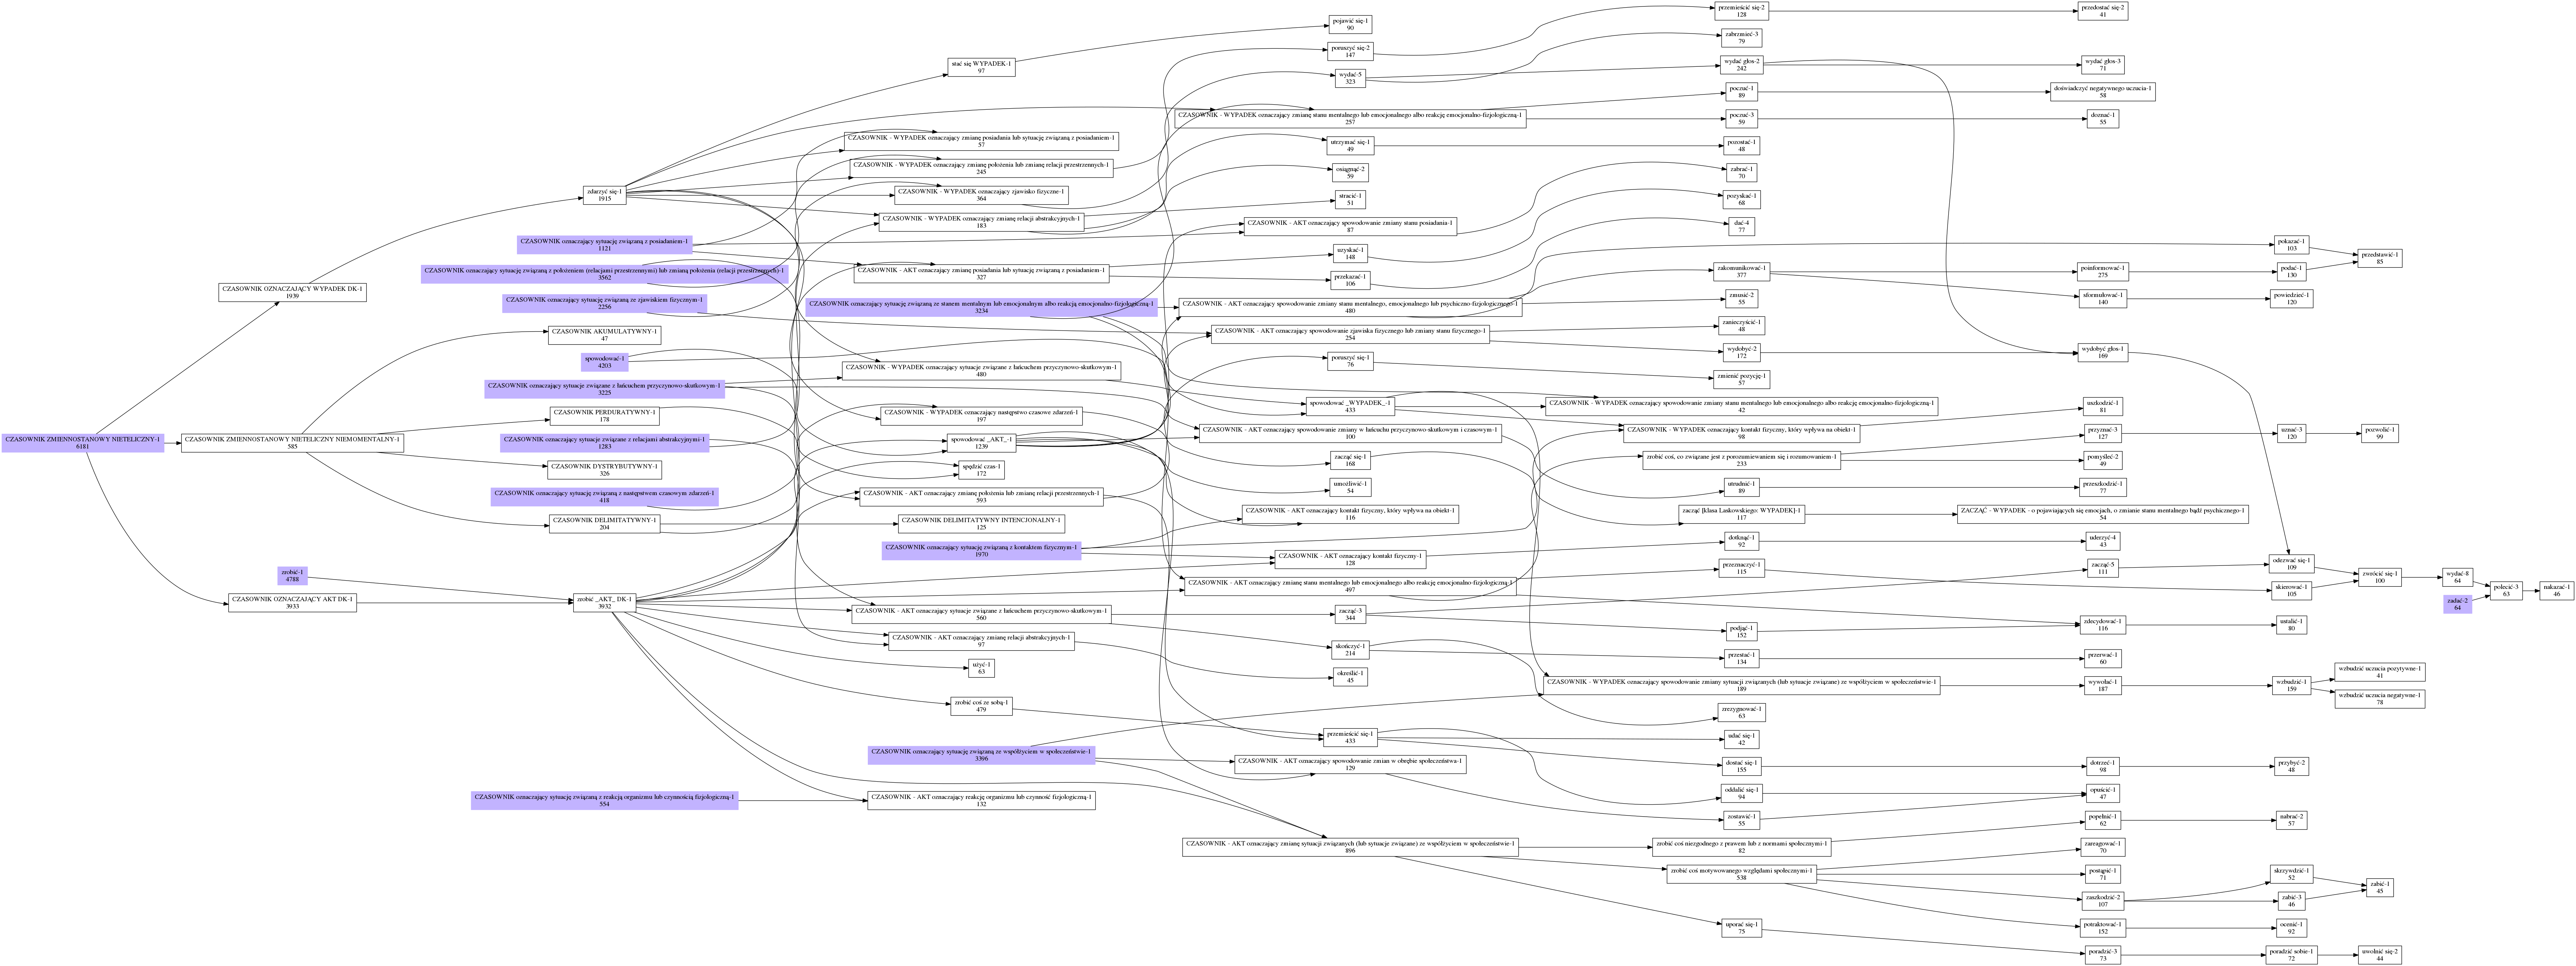 pojawić się-1
90
przemieścić się-2
128
przedostać się-2
41
poruszyć się-2
147
zabrzmieć-3
79
stać się WYPADEK-1
97
wydać-5
323
wydać głos-2
242
wydać głos-3
71
poczuć-1
89
doświadczyć negatywnego uczucia-1
58
CZASOWNIK - WYPADEK oznaczający zmianę stanu mentalnego lub emocjonalnego albo reakcję emocjonalno-fizjologiczną-1
257
poczuć-3
59
doznać-1
55
CZASOWNIK - WYPADEK oznaczający zmianę posiadania lub sytuację związaną z posiadaniem-1
57
utrzymać się-1
49
pozostać-1
48
CZASOWNIK - WYPADEK oznaczający zmianę położenia lub zmianę relacji przestrzennych-1
245
osiągnąć-2
59
zabrać-1
70
zdarzyć się-1
1915
CZASOWNIK - WYPADEK oznaczający zjawisko fizyczne-1
364
stracić-1
51
pozyskać-1
68
CZASOWNIK - WYPADEK oznaczający zmianę relacji abstrakcyjnych-1
183
CZASOWNIK - AKT oznaczający spowodowanie zmiany stanu posiadania-1
87
dać-4
77
CZASOWNIK oznaczający sytuację związaną z posiadaniem-1
1121
uzyskać-1
148
pokazać-1
103
przedstawić-1
85
CZASOWNIK oznaczający sytuację związaną z położeniem (relacjami przestrzennymi) lub zmianą położenia (relacji przestrzennych)-1
3562
CZASOWNIK - AKT oznaczający zmianę posiadania lub sytuację związaną z posiadaniem-1
327
przekazać-1
106
zakomunikować-1
377
poinformować-1
275
podać-1
130
CZASOWNIK OZNACZAJĄCY WYPADEK DK-1
1939
CZASOWNIK oznaczający sytuację związaną ze zjawiskiem fizycznym-1
2256
CZASOWNIK oznaczający sytuację związaną ze stanem mentalnym lub emocjonalnym albo reakcją emocjonalno-fizjologiczną-1
3234
CZASOWNIK - AKT oznaczający spowodowanie zmiany stanu mentalnego, emocjonalnego lub psychiczno-fizjologicznego-1
480
zmusić-2
55
sformułować-1
140
powiedzieć-1
120
CZASOWNIK AKUMULATYWNY-1
47
CZASOWNIK - AKT oznaczający spowodowanie zjawiska fizycznego lub zmiany stanu fizycznego-1
254
zanieczyścić-1
48
spowodować-1
4203
poruszyć się-1
76
wydobyć-2
172
wydobyć głos-1
169
CZASOWNIK - WYPADEK oznaczający sytuacje związane z łańcuchem przyczynowo-skutkowym-1
480
zmienić pozycję-1
57
CZASOWNIK oznaczający sytuacje związane z łańcuchem przyczynowo-skutkowym-1
3225
spowodować _WYPADEK_-1
433
CZASOWNIK - WYPADEK oznaczający spowodowanie zmiany stanu mentalnego lub emocjonalnego albo reakcję emocjonalno-fizjologiczną-1
42
uszkodzić-1
81
CZASOWNIK PERDURATYWNY-1
178
CZASOWNIK - WYPADEK oznaczający następstwo czasowe zdarzeń-1
197
CZASOWNIK - AKT oznaczający spowodowanie zmiany w łańcuchu przyczynowo-skutkowym i czasowym-1
100
CZASOWNIK - WYPADEK oznaczający kontakt fizyczny, który wpływa na obiekt-1
98
przyznać-3
127
uznać-3
120
pozwolić-1
99
CZASOWNIK ZMIENNOSTANOWY NIETELICZNY-1
6181
CZASOWNIK ZMIENNOSTANOWY NIETELICZNY NIEMOMENTALNY-1
585
CZASOWNIK oznaczający sytuacje związane z relacjami abstrakcyjnymi-1
1283
spowodować _AKT_-1
1239
zacząć się-1
168
zrobić coś, co związane jest z porozumiewaniem się i rozumowaniem-1
233
pomyśleć-2
49
CZASOWNIK DYSTRYBUTYWNY-1
326
spędzić czas-1
172
umożliwić-1
54
utrudnić-1
89
przeszkodzić-1
77
CZASOWNIK oznaczający sytuację związaną z następstwem czasowym zdarzeń-1
418
CZASOWNIK - AKT oznaczający zmianę położenia lub zmianę relacji przestrzennych-1
593
CZASOWNIK - AKT oznaczający kontakt fizyczny, który wpływa na obiekt-1
116
zacząć [klasa Laskowskiego: WYPADEK]-1
117
ZACZĄĆ - WYPADEK - o pojawiających się emocjach, o zmianie stanu mentalnego bądź psychicznego-1
54
CZASOWNIK DELIMITATYWNY-1
204
CZASOWNIK DELIMITATYWNY INTENCJONALNY-1
125
CZASOWNIK oznaczający sytuację związaną z kontaktem fizycznym-1
1970
CZASOWNIK - AKT oznaczający kontakt fizyczny-1
128
dotknąć-1
92
uderzyć-4
43
zrobić-1
4788
CZASOWNIK - AKT oznaczający zmianę stanu mentalnego lub emocjonalnego albo reakcję emocjonalno-fizjologiczną-1
497
przeznaczyć-1
115
zacząć-5
111
odezwać się-1
109
skierować-1
105
zwrócić się-1
100
wydać-8
64
zadać-2
64
polecić-3
63
nakazać-1
46
CZASOWNIK OZNACZAJĄCY AKT DK-1
3933
zrobić _AKT_ DK-1
3932
CZASOWNIK - AKT oznaczający sytuacje związane z łańcuchem przyczynowo-skutkowym-1
560
zacząć-3
344
podjąć-1
152
zdecydować-1
116
ustalić-1
80
CZASOWNIK - AKT oznaczający zmianę relacji abstrakcyjnych-1
97
skończyć-1
214
przestać-1
134
przerwać-1
60
użyć-1
63
określić-1
45
CZASOWNIK - WYPADEK oznaczający spowodowanie zmiany sytuacji związanych (lub sytuacje związane) ze współżyciem w społeczeństwie-1
189
wywołać-1
187
wzbudzić-1
159
wzbudzić uczucia pozytywne-1
41
wzbudzić uczucia negatywne-1
78
zrobić coś ze sobą-1
479
zrezygnować-1
63
przemieścić się-1
433
udać się-1
42
CZASOWNIK oznaczający sytuację związaną ze współżyciem w społeczeństwie-1
3396
CZASOWNIK - AKT oznaczający spowodowanie zmian w obrębie społeczeństwa-1
129
dostać się-1
155
dotrzeć-1
98
przybyć-2
48
CZASOWNIK oznaczający sytuację związaną z reakcją organizmu lub czynnością fizjologiczną-1
554
CZASOWNIK - AKT oznaczający reakcję organizmu lub czynność fizjologiczną-1
132
oddalić się-1
94
opuścić-1
47
zostawić-1
55
popełnić-1
62
nabrać-2
57
CZASOWNIK - AKT oznaczający zmianę sytuacji związanych (lub sytuacje związane) ze współżyciem w społeczeństwie-1
896
zrobić coś niezgodnego z prawem lub z normami społecznymi-1
82
zareagować-1
70
zrobić coś motywowanego względami społecznymi-1
538
postąpić-1
71
skrzywdzić-1
52
zabić-1
45
zaszkodzić-2
107
zabić-3
46
uporać się-1
75
potraktować-1
152
ocenić-1
92
poradzić-3
73
poradzić sobie-1
72
uwolnić się-2
44